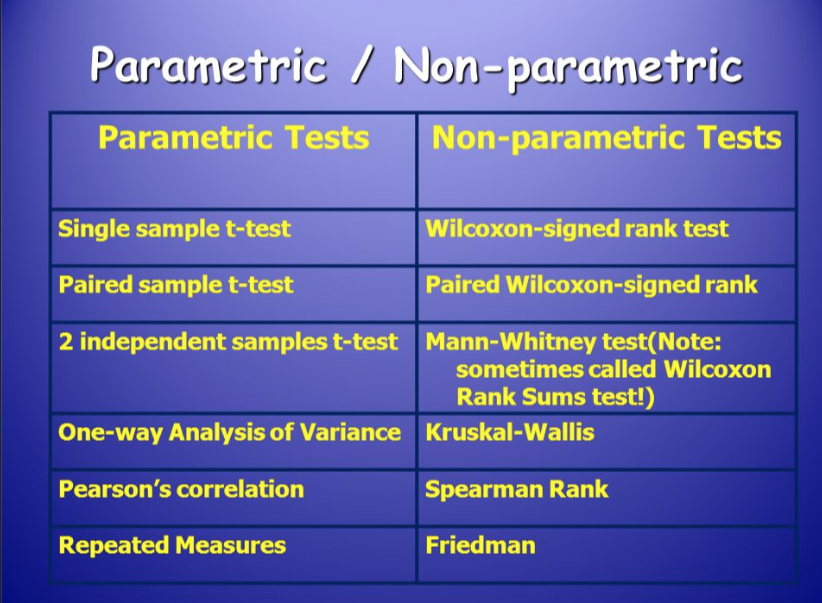 Parametric / Non-parametric
Parametric Tests
Non-parametric Tests
Single sample t-test
Wilcoxon-signed rank test
Paired sample t-test
Paired Wilcoxon-signed rank
2 independent samples t-test
Mann-Whitney test(Note:
sometimes called Wilcoxon
Rank Sums test!)
One-way Analysis of Variance
Kruskal-Wallis
Pearson’s correlation
Spearman Rank
Repeated Measures
Friedman